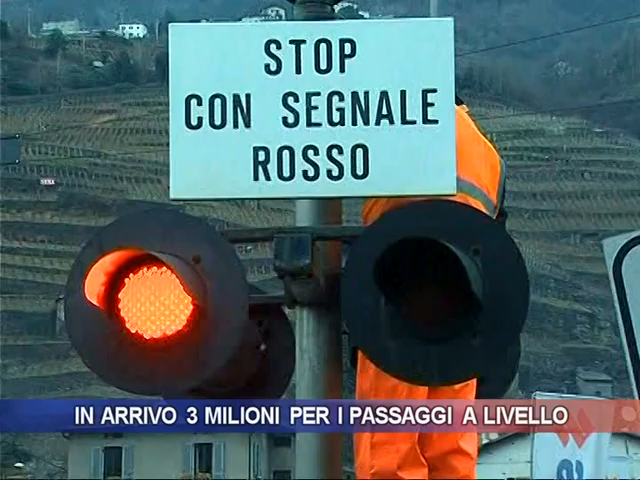 STOP
CON SEGNALE
ROSSO
IN ARRIVO 3 MILIONI PER I PASSAGGI A LIVELLO